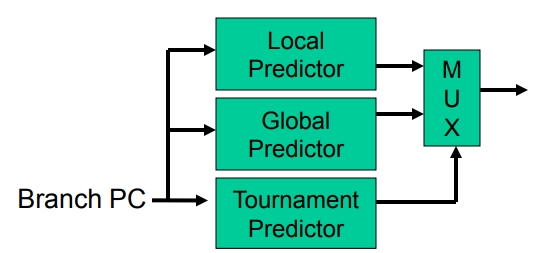 Local
Predictor
Global
Predictor
M
U
X
Branch PC
Tournament
Predictor